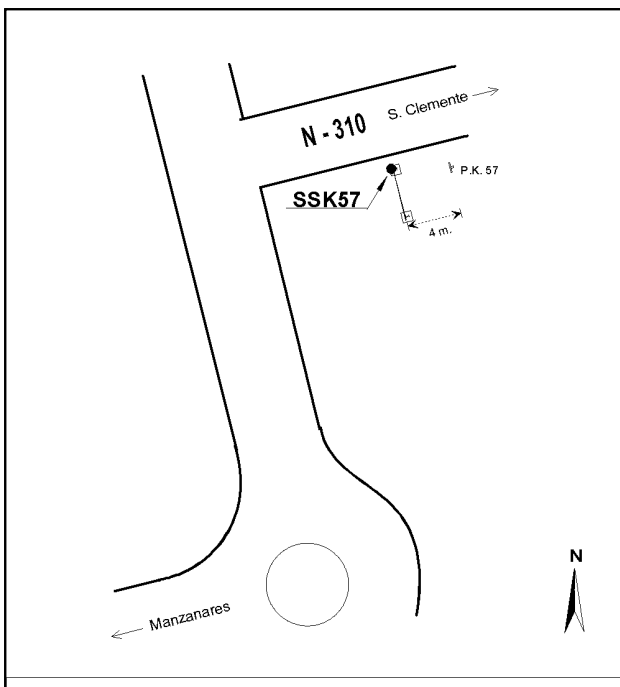 N - 310
S. Clemente
SSK57
P.K. 57
4 m.
N
Manzanares